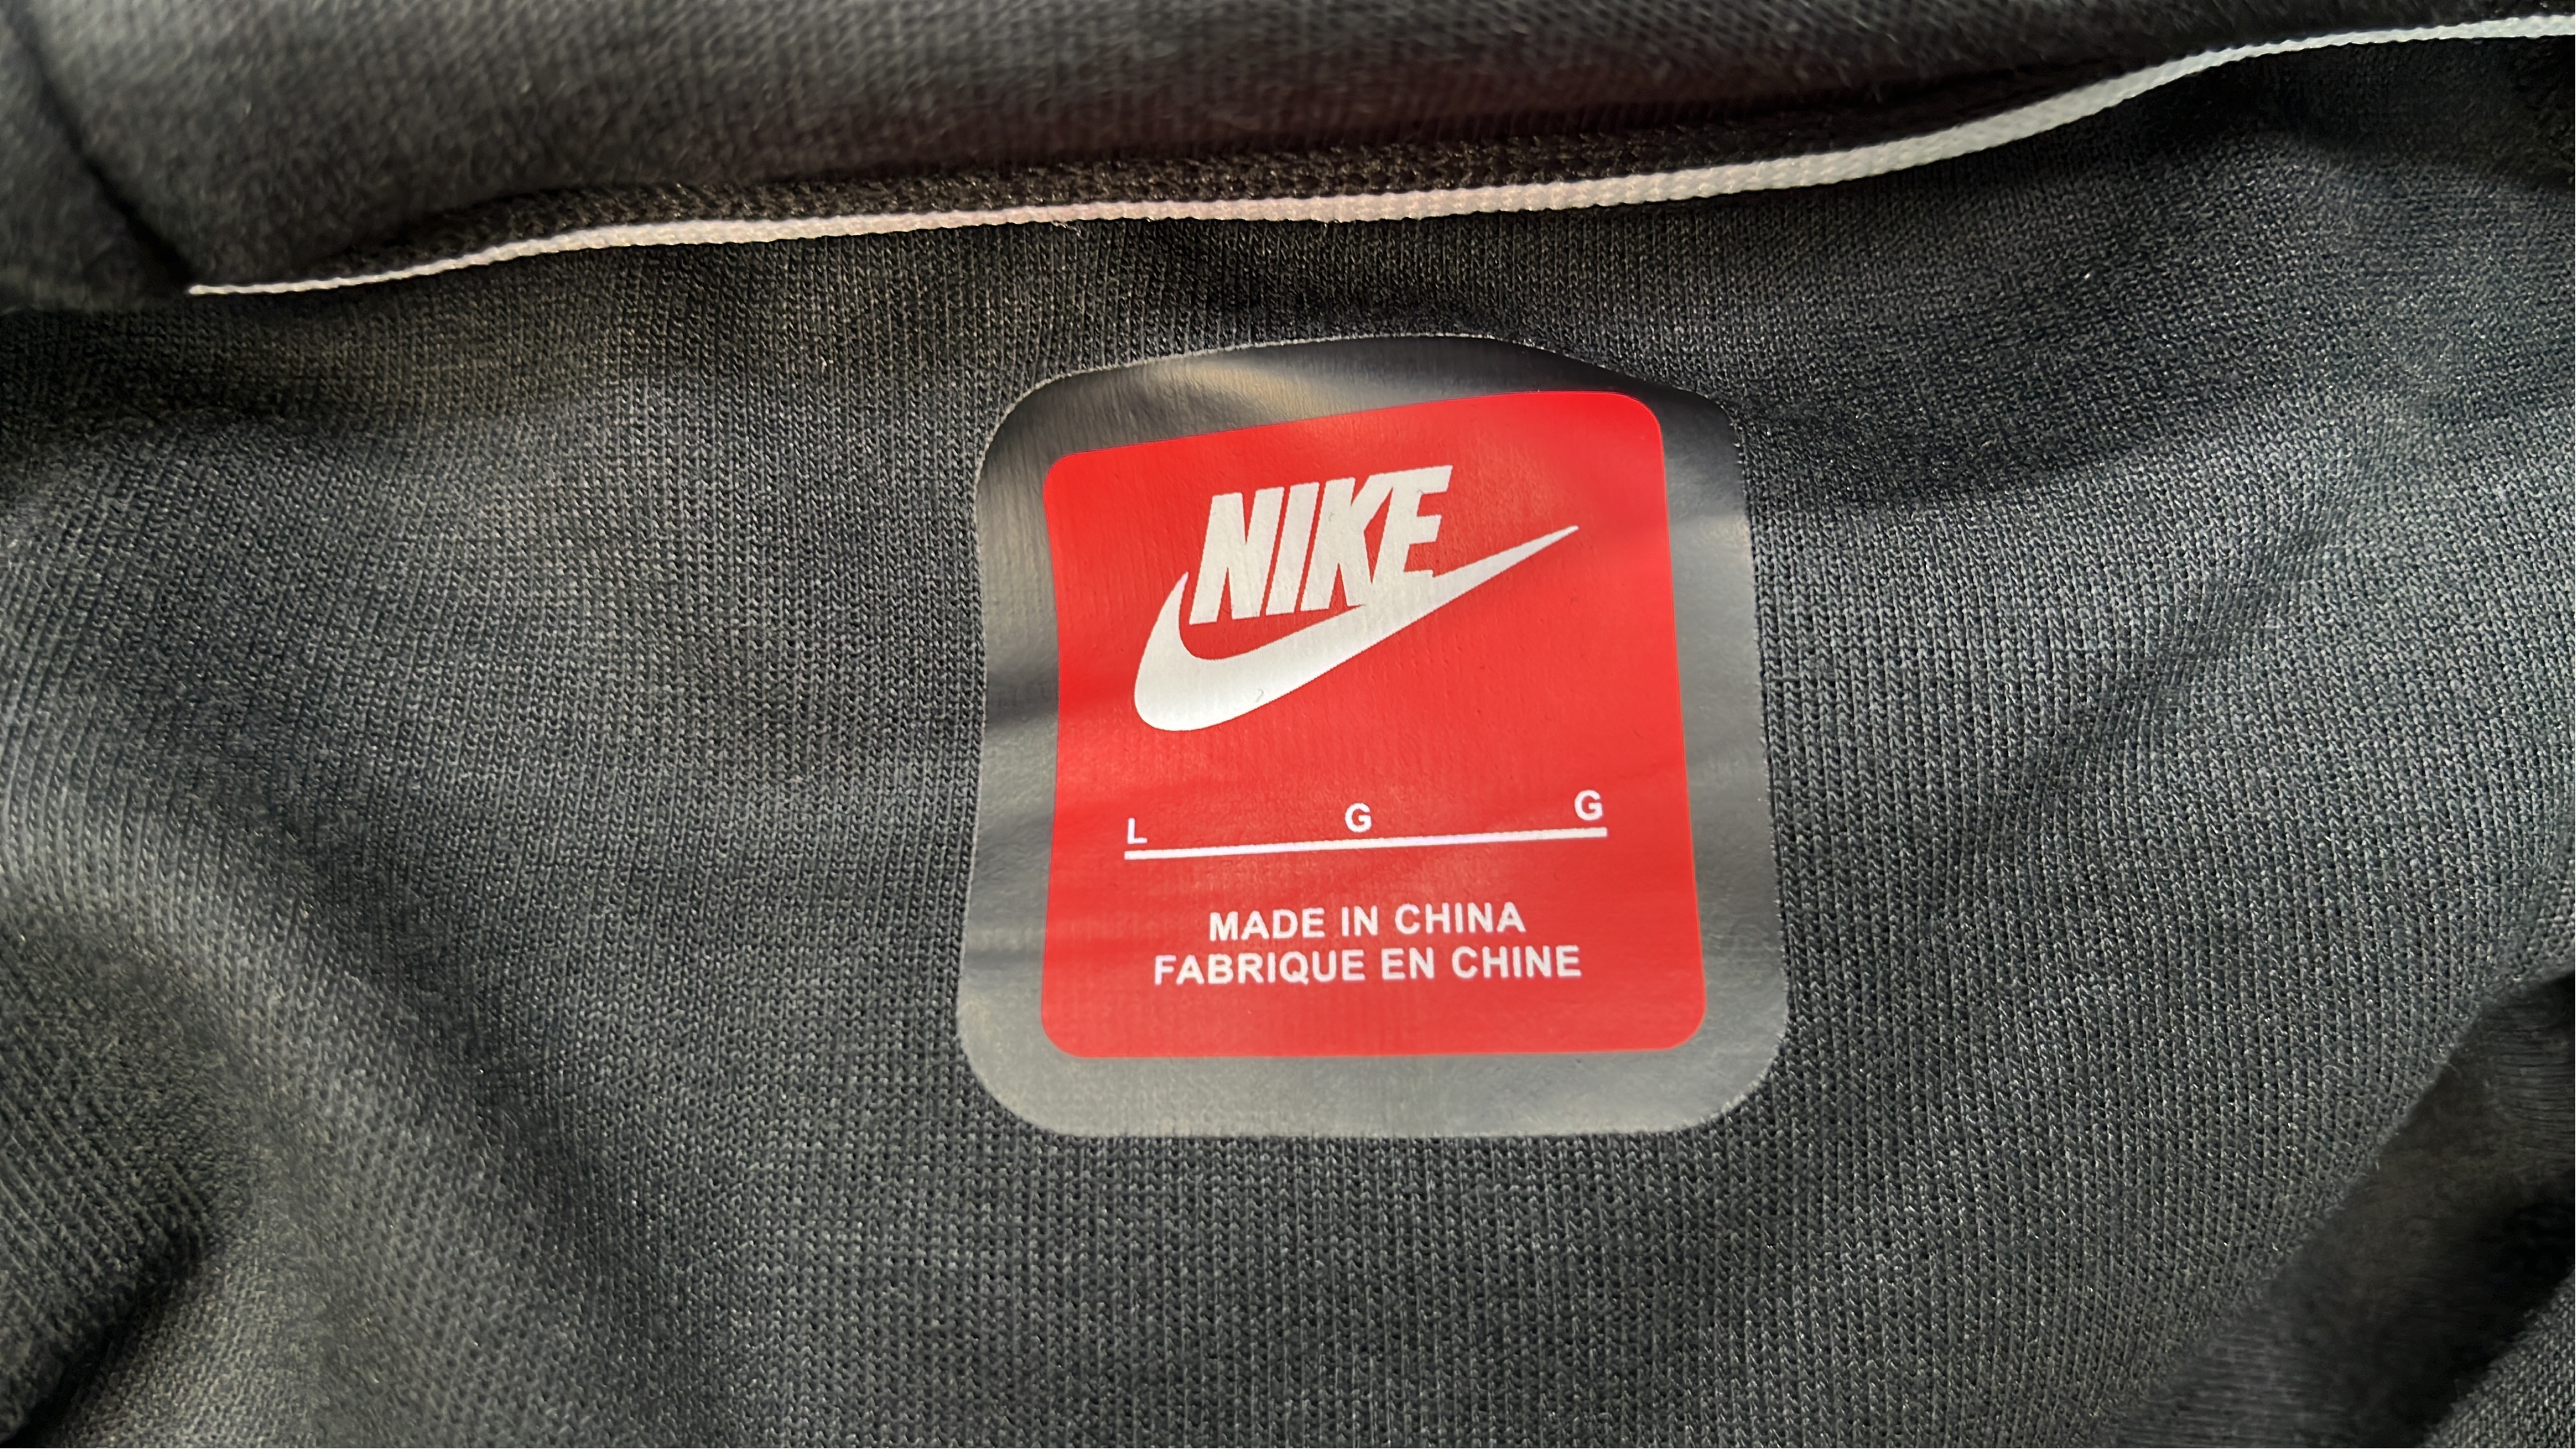 NIKE
L G G
MADE IN CHINA
FABRIQUE EN CHINE